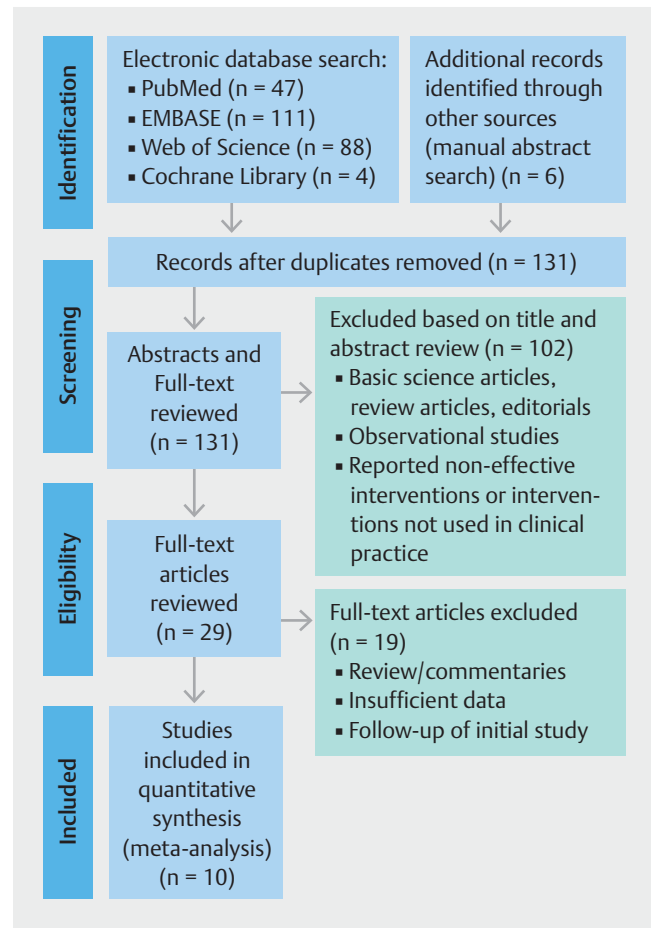 Identification
Electronic database search:
▪ PubMed (n = 47)
▪ EMBASE (n = 111)
▪ Web of Science (n = 88)
▪ Cochrane Library (n = 4)
Additional records
identified through
other sources
(manual abstract
search) (n = 6)
Records after duplicates removed (n = 131)
Screening
Abstracts and
Full-text
reviewed
(n = 131)
Excluded based on title and
abstract review (n = 102)
▪ Basic science articles,
review articles, editorials
▪ Observational studies
▪ Reported non-effective
interventions or interven-
tions not used in clinical
practice
Eligibility
Full-text
articles
reviewed
(n = 29)
Full-text articles excluded
(n = 19)
▪ Review/commentaries
▪ Insufficient data
▪ Follow-up of initial study
Included
Studies
included in
quantitative
synthesis
(meta-analysis)
(n = 10)